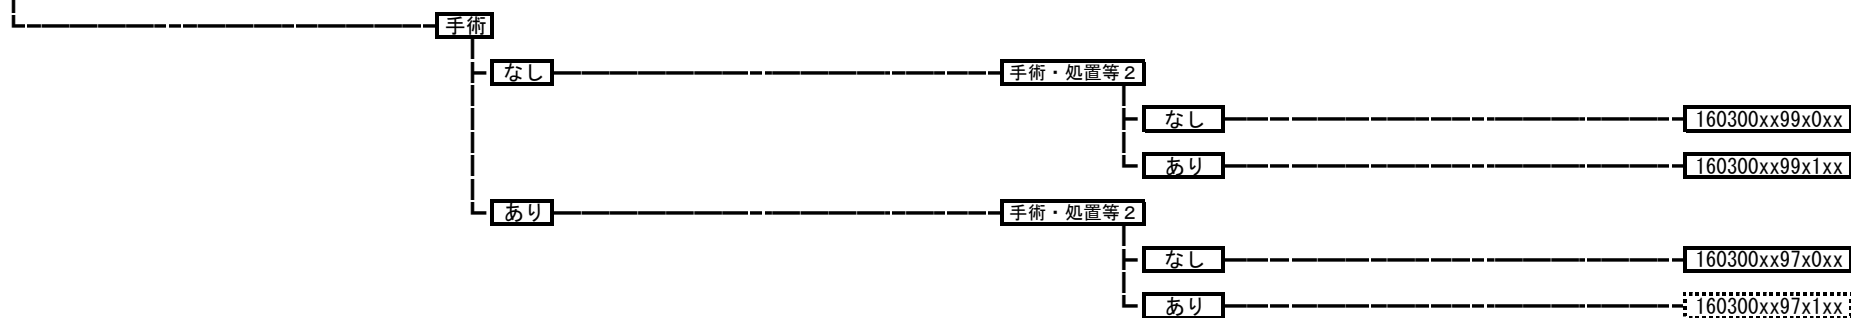 手術
なし 手術・処置等２
なし 160300xx99x0xx
あり 160300xx99x1xx
あり 手術・処置等２
なし 160300xx97x0xx
あり 160300xx97x1xx